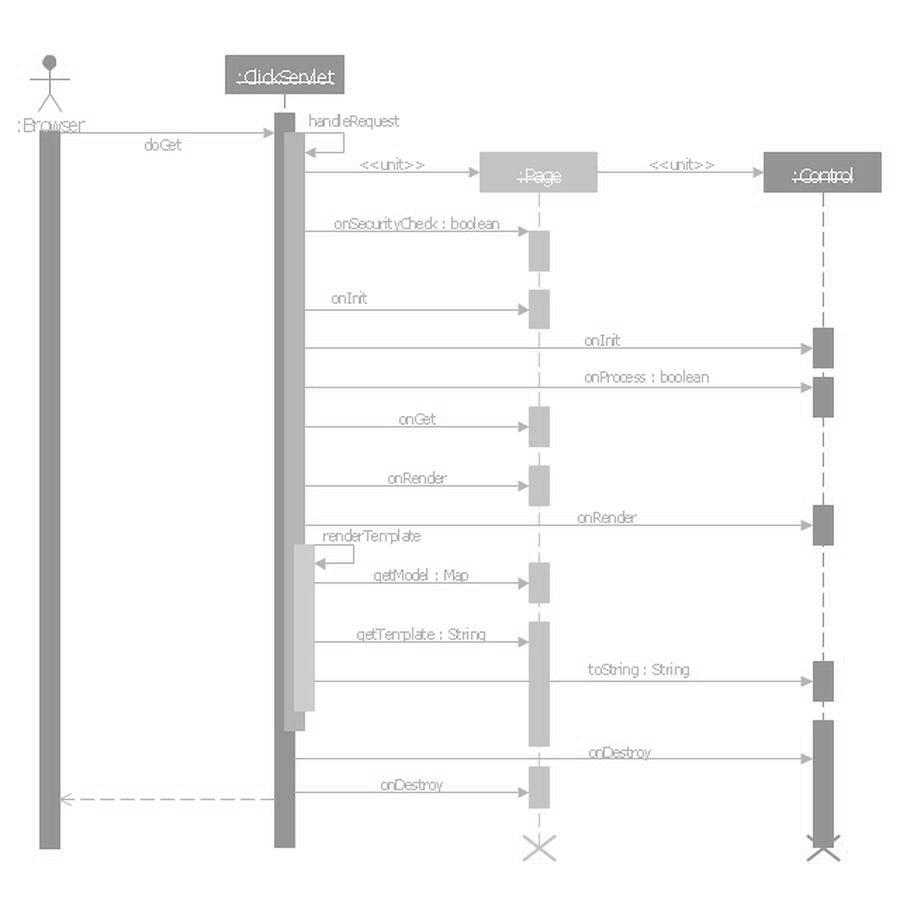 :ClickServlet
:Browser
handleRequest
doGet
<<unit>>
<<unit>>
:Page
:Control
onSecurityCheck : boolean
onInit
onInit
onProcess : boolean
onGet
onRender
onRender
renderTemplate
getModel : Map
getTemplate : String
toString : String
onDestroy
onDestroy